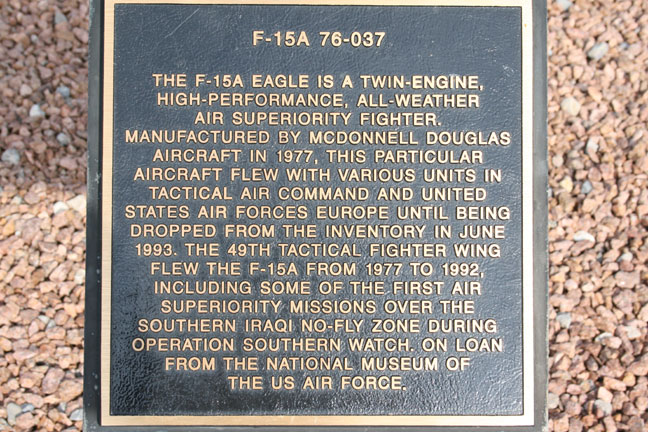 F-15A 76-037
THE F-15A EAGLE IS A TWIN-ENGINE,
HIGH-PERFORMANCE, ALL-WEATHER
AIR SUPERIORITY FIGHTER.
MANUFACTURED BY MCDONNELL DOUGLAS
AIRCRAFT IN 1977, THIS PARTICULAR
AIRCRAFT FLEW WITH VARIOUS UNITS IN
TACTICAL AIR COMMAND AND UNITED
STATES AIR FORCES EUROPE UNTIL BEING
DROPPED FROM THE INVENTORY IN JUNE
1993. THE 49TH TACTICAL FIGHTER WING
FLEW THE F-15A FROM 1977 TO 1992,
INCLUDING SOME OF THE FIRST AIR
SUPERIORITY MISSIONS OVER THE
SOUTHERN IRAQI NO-FLY ZONE DURING
OPERATION SOUTHERN WATCH. ON LOAN
FROM THE NATIONAL MUSEUM OF
THE US AIR FORCE.